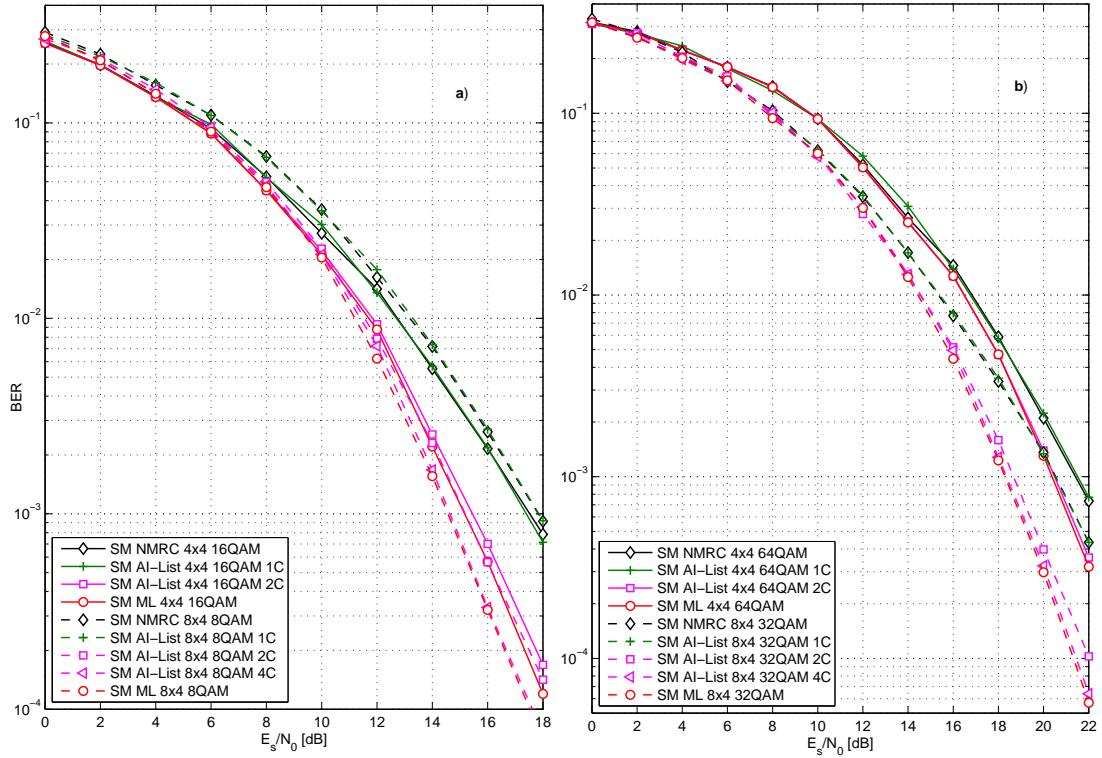 a)
10^-1
10^-2
10^-3
10^-4
BER
SM NMRC 4x4 16QAM
SM AI-List 4x4 16QAM 1C
SM AI-List 4x4 16QAM 2C
SM ML 4x4 16QAM
SM NMRC 8x4 8QAM
SM AI-List 8x4 8QAM 1C
SM AI-List 8x4 8QAM 2C
SM AI-List 8x4 8QAM 4C
SM ML 8x4 8QAM
0 2 4 6 8 10 12 14 16 18
E_s/N_0 [dB]
b)
10^-1
10^-2
10^-3
10^-4
SM NMRC 4x4 64QAM
SM AI-List 4x4 64QAM 1C
SM AI-List 4x4 64QAM 2C
SM ML 4x4 64QAM
SM NMRC 8x4 32QAM
SM AI-List 8x4 32QAM 1C
SM AI-List 8x4 32QAM 2C
SM AI-List 8x4 32QAM 4C
SM ML 8x4 32QAM
0 2 4 6 8 10 12 14 16 18 20 22
E_s/N_0 [dB]